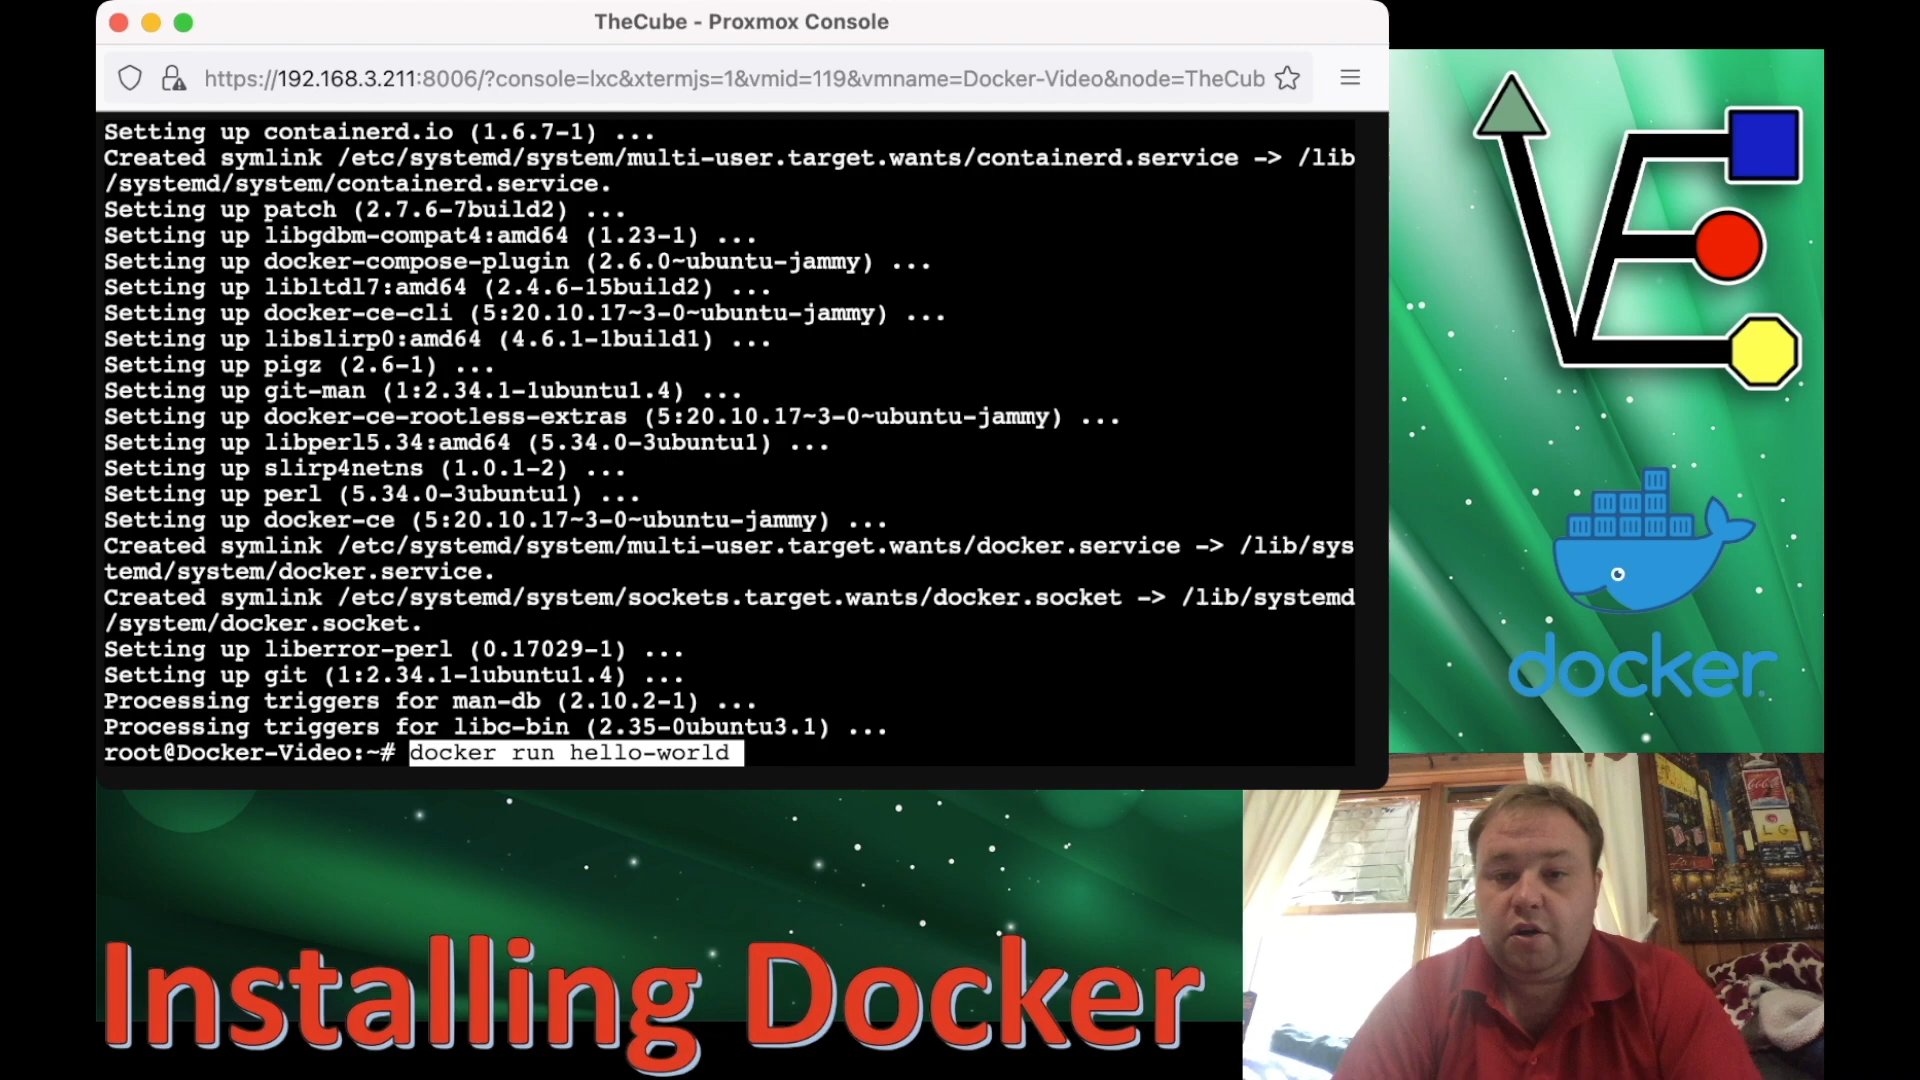 TheCube - Proxmox Console
https://192.168.3.211:8006/?console=lxc&xtermjs=1&vmid=119&vmname=Docker-Video&node=TheCub
Setting up containerd.io (1.6.7-1) ...
Created symlink /etc/systemd/system/multi-user.target.wants/containerd.service -> /lib
/systemd/system/containerd.service.
Setting up patch (2.7.6-7build2) ...
Setting up libgdbm-compat4:amd64 (1.23-1) ...
Setting up docker-compose-plugin (2.6.0~ubuntu-jammy) ...
Setting up libltdl7:amd64 (2.4.6-15build2) ...
Setting up docker-ce-cli (5:20.10.17~3-0~ubuntu-jammy) ...
Setting up libslirp0:amd64 (4.6.1-1build1) ...
Setting up pigz (2.6-1) ...
Setting up git-man (1:2.34.1-1ubuntu1.4) ...
Setting up docker-ce-rootless-extras (5:20.10.17~3-0~ubuntu-jammy) ...
Setting up libperl5.34:amd64 (5.34.0-3ubuntu1) ...
Setting up slirp4netns (1.0.1-2) ...
Setting up perl (5.34.0-3ubuntu1) ...
Setting up docker-ce (5:20.10.17~3-0~ubuntu-jammy) ...
Created symlink /etc/systemd/system/multi-user.target.wants/docker.service -> /lib/sys
temd/system/docker.service.
Created symlink /etc/systemd/system/sockets.target.wants/docker.socket -> /lib/systemd
/system/docker.socket.
Setting up liberror-perl (0.17029-1) ...
Setting up git (1:2.34.1-1ubuntu1.4) ...
Processing triggers for man-db (2.10.2-1) ...
Processing triggers for libc-bin (2.35-0ubuntu3.1) ...
root@Docker-Video:~# docker run hello-world
docker
Coca-Cola
LG
Installing Docker